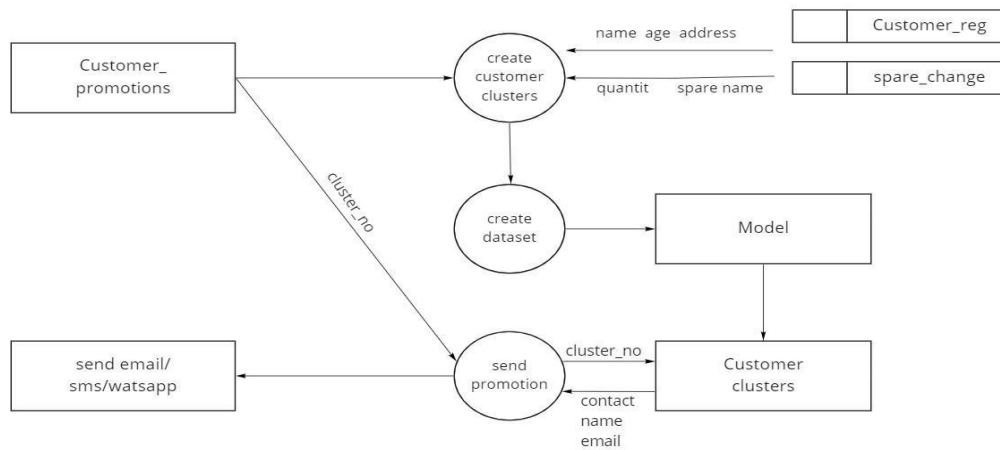 Customer_reg
name age address
Customer_
promotions
create
customer
clusters
spare_change
quantit spare name
cluster_no
create
dataset
Model
send email/
sms/watsapp
send
promotion
cluster_no
Customer
clusters
contact
name
email